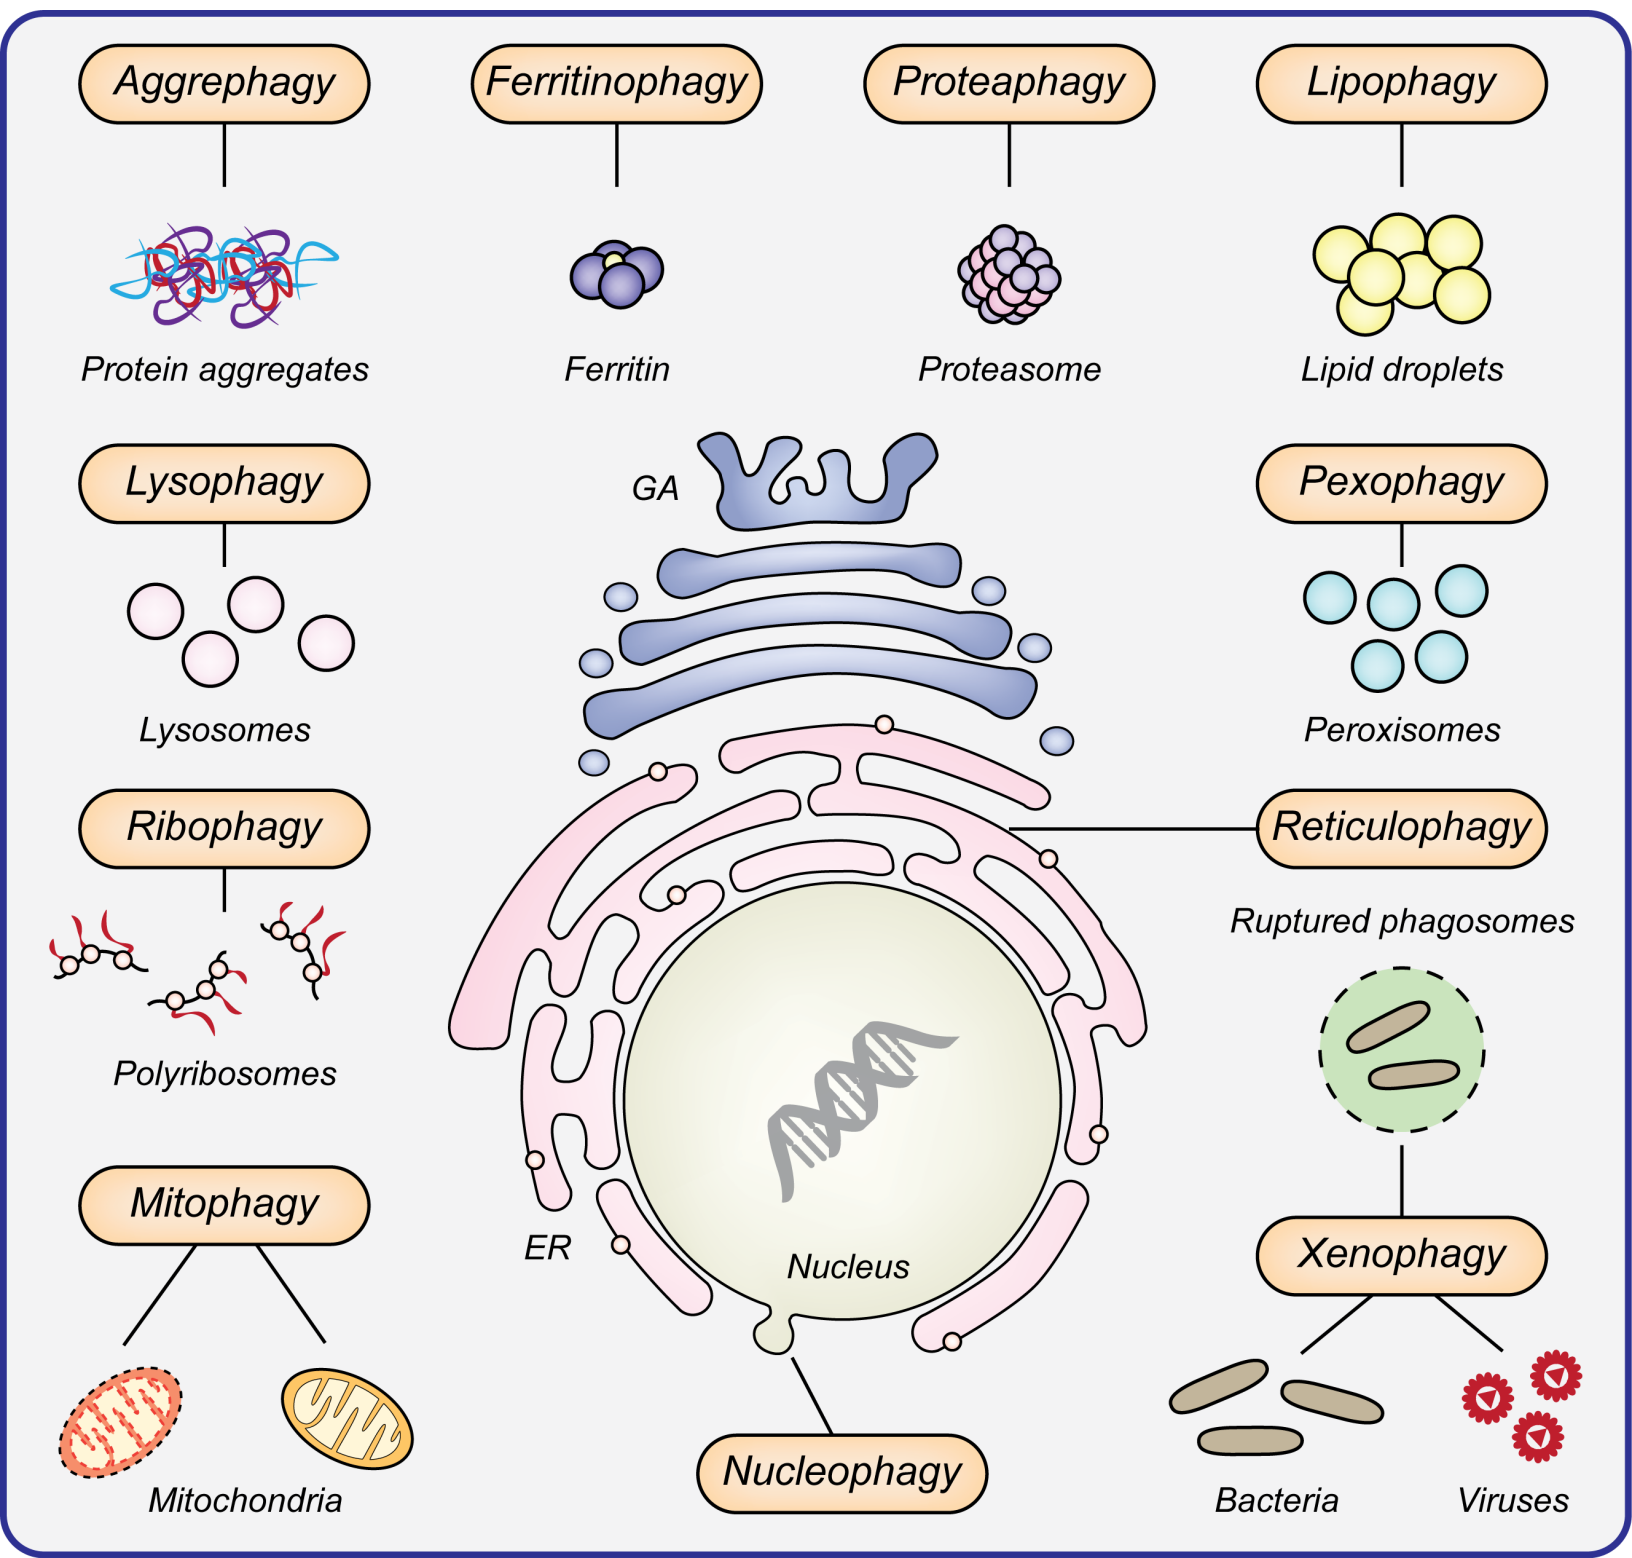 Aggrephagy
Ferritinophagy
Proteaphagy
Lipophagy
Protein aggregates
Ferritin
Proteasome
Lipid droplets
Lysophagy
GA
Pexophagy
Lysosomes
Peroxisomes
Ribophagy
Reticulophagy
Ruptured phagosomes
Polyribosomes
Mitophagy
ER
Nucleus
Xenophagy
Nucleophagy
Mitochondria
Bacteria
Viruses